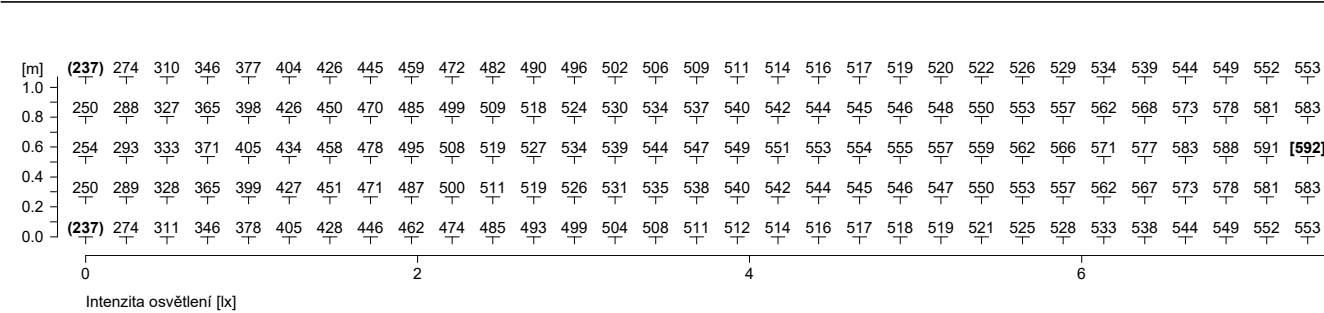 [m] (237) 274 310 346 377 404 426 445 459 472 482 490 496 502 506 509 511 514 516 517 519 520 522 526 529 534 539 544 549 552 553
1.0
0.8 250 288 327 365 398 426 450 470 485 499 509 518 524 530 534 537 540 542 544 545 546 548 550 553 557 562 568 573 578 581 583
0.6 254 293 333 371 405 434 458 478 495 508 519 527 534 539 544 547 549 551 553 554 555 557 559 562 566 571 577 583 588 591 [592]
0.4
250 289 328 365 399 427 451 471 487 500 511 519 526 531 535 538 540 542 544 545 546 547 550 553 557 562 567 573 578 581 583
0.2
0.0 (237) 274 311 346 378 405 428 446 462 474 485 493 499 504 508 511 512 514 516 517 518 519 521 525 528 533 538 544 549 552 553
0 2 4 6
Intenzita osvětlení [lx]